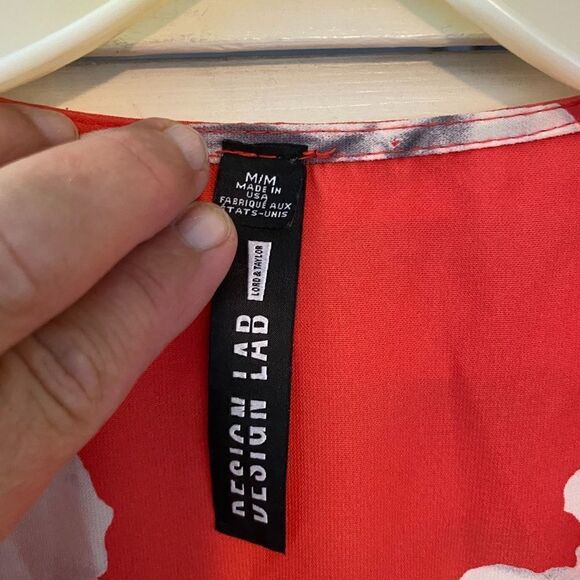 M/M
MADE IN
USA
FABRIQUÉ AUX
ÉTATS-UNIS
LORD & TAYLOR
DESIGN LAB